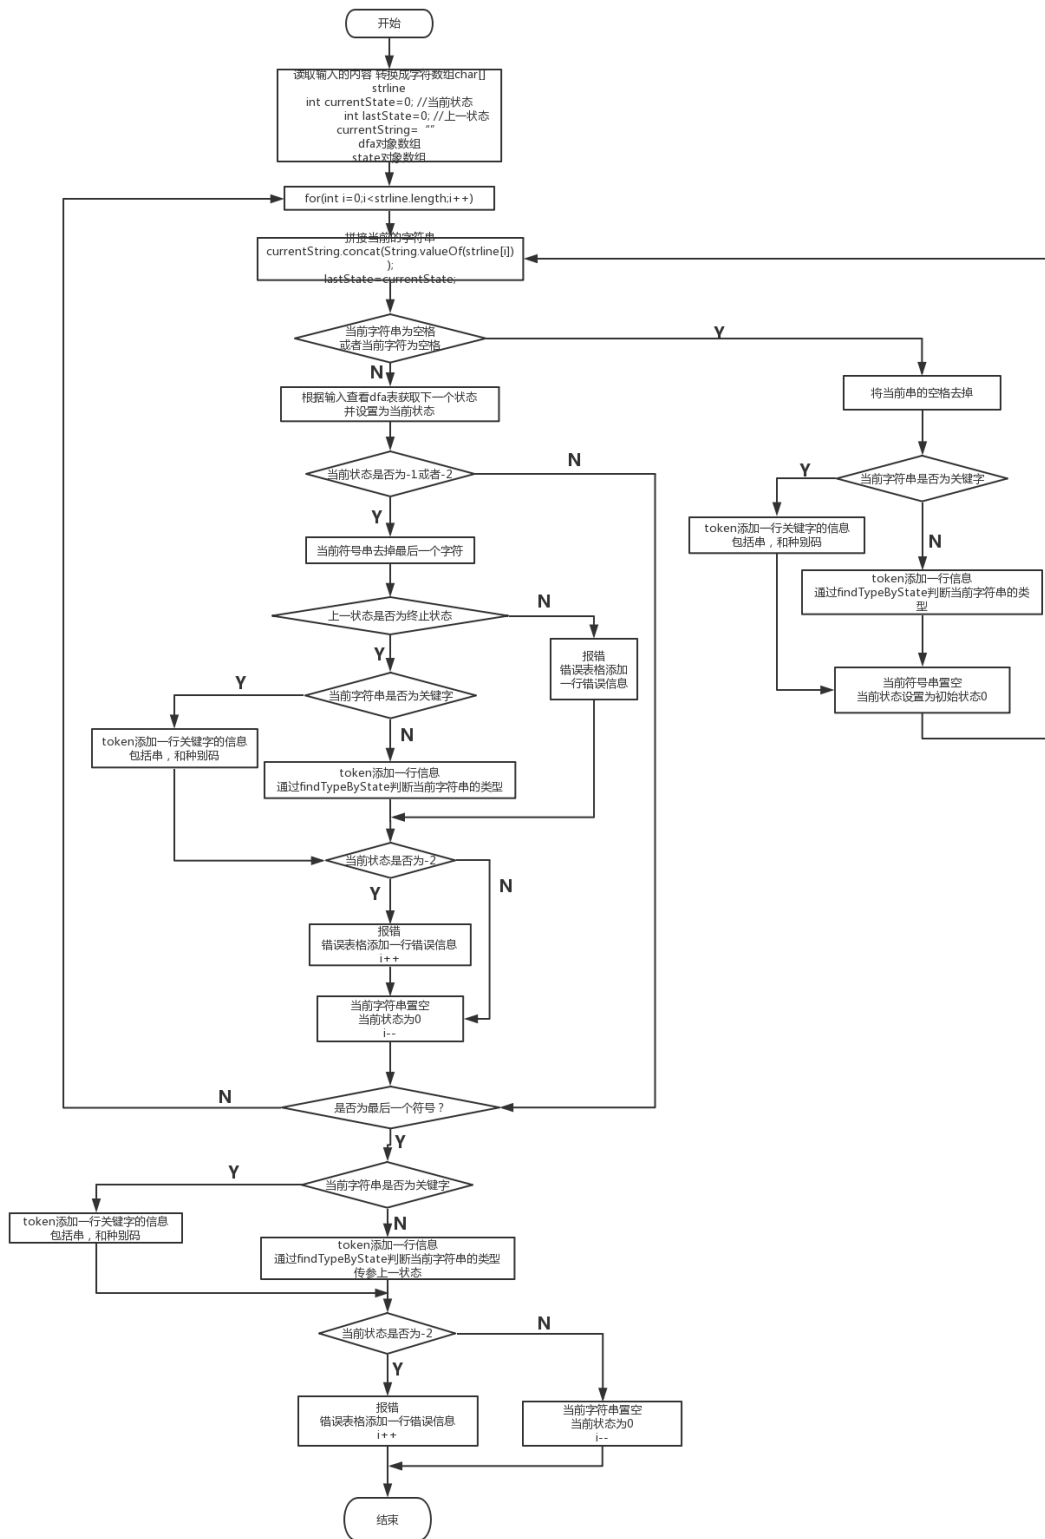 开始
读取输入的内容 转换成字符数组char[]
strline
int currentState=0; //当前状态
int lastState=0; //上一状态
currentString= “”
dfa对象数组
state对象数组
for(int i=0;i<strline.length;i++)
拼接当前的字符串
currentString.concat(String.valueOf(strline[i])
);
lastState=currentState;
当前字符串为空格
或者当前字符为空格
Y
N
将当前串的空格去掉
根据输入查看dfa表获取下一个状态
并设置为当前状态
当前状态是否为-1或者-2
N
Y
当前字符串是否为关键字
Y
N
token添加一行关键字的信息
包括串，和种别码
当前符号串去掉最后一个字符
token添加一行信息
通过findTypeByState判断当前字符串的类
型
上一状态是否为终止状态
N
Y
报错
错误表格添加
一行错误信息
当前符号串置空
当前状态设置为初始状态0
当前字符串是否为关键字
Y
N
token添加一行关键字的信息
包括串，和种别码
token添加一行信息
通过findTypeByState判断当前字符串的类型
当前状态是否为-2
N
Y
报错
错误表格添加一行错误信息
i++
当前字符串置空
当前状态为0
i--
是否为最后一个符号？
N
Y
当前字符串是否为关键字
Y
N
token添加一行关键字的信息
包括串，和种别码
token添加一行信息
通过findTypeByState判断当前字符串的类型
传参上一状态
当前状态是否为-2
N
Y
报错
错误表格添加一行错误信息
i++
当前字符串置空
当前状态为0
i--
结束